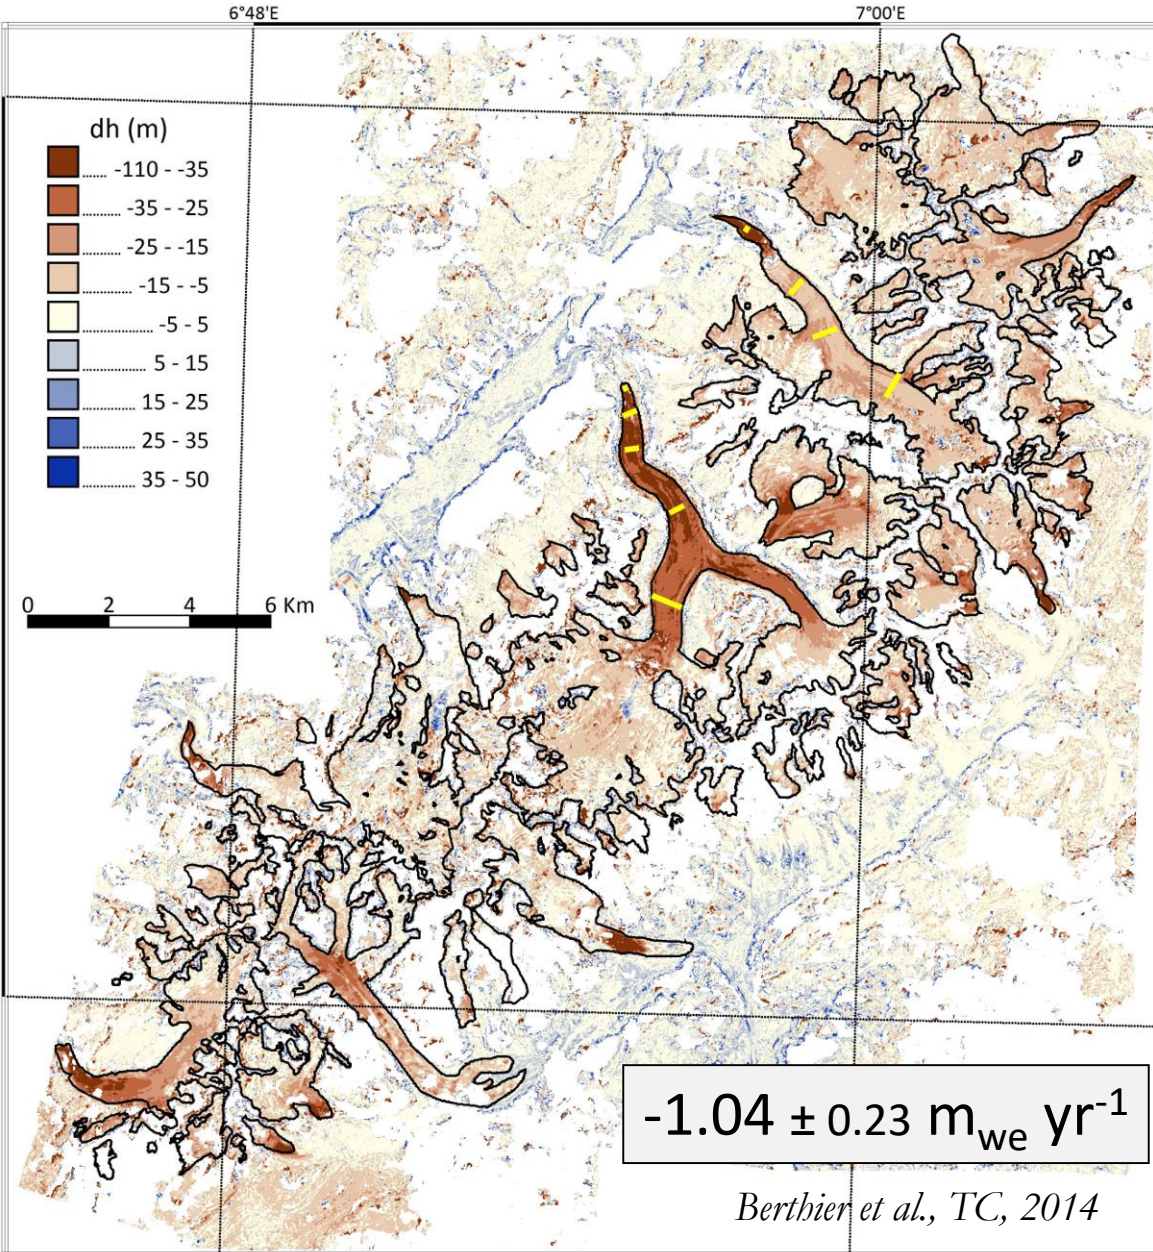 6°48'E 7°00'E
dh (m)
-110 - -35
-35 - -25
-25 - -15
-15 - -5
-5 - 5
5 - 15
15 - 25
25 - 35
35 - 50
0 2 4 6 Km
-1.04 ± 0.23 m_we yr⁻¹
Berthier et al., TC, 2014